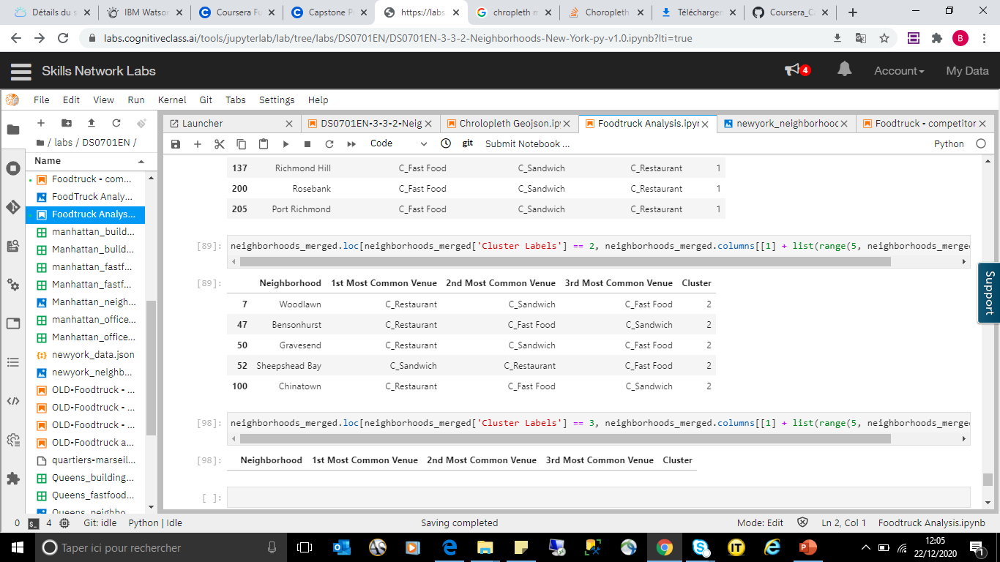 Détails du s
IBM Watsor
Coursera Fu
Capstone P
https://labs
chropleth m
Choropleth
Télécharger
Coursera_Ca
labs.cognitiveclass.ai/tools/jupyterlab/lab/tree/labs/DS0701EN/DS0701EN-3-3-2-Neighborhoods-New-York-py-v1.0.ipynb?lti=true
B
Skills Network Labs
4
Account
My Data
File Edit View Run Kernel Git Tabs Settings Help
Launcher
DS0701EN-3-3-2-Neig
Chrolopleth Geojson.ip
Foodtruck Analysis.ipyr
newyork_neighborhooc
Foodtruck - competitor
/ labs / DS0701EN /
Code
git
Submit Notebook ...
Python
Name
Foodtruck - com...
FoodTruck Analy...
Foodtruck Analys...
manhattan_build...
Manhattan_build...
manhattan_fastf...
Manhattan_fastf...
Manhattan_neigh...
manhattan_office...
Manhattan_office...
newyork_data.json
newyork_neighb...
OLD-Foodtruck - ...
OLD-Foodtruck - ...
OLD-Foodtruck - ...
OLD-Foodtruck a...
quartiers-marseil...
Queens_building...
Queens_fastfood...
Queens_neighbo...
137 Richmond Hill C_Fast Food C_Sandwich C_Restaurant 1
200 Rosebank C_Fast Food C_Sandwich C_Restaurant 1
205 Port Richmond C_Fast Food C_Sandwich C_Restaurant 1
[89]: neighborhoods_merged.loc[neighborhoods_merged['Cluster Labels'] == 2, neighborhoods_merged.columns[[1] + list(range(5, neighborhoods_merge
[89]: Neighborhood 1st Most Common Venue 2nd Most Common Venue 3rd Most Common Venue Cluster
7 Woodlawn C_Restaurant C_Sandwich C_Fast Food 2
47 Bensonhurst C_Restaurant C_Fast Food C_Sandwich 2
50 Gravesend C_Restaurant C_Sandwich C_Fast Food 2
52 Sheepshead Bay C_Sandwich C_Restaurant C_Fast Food 2
100 Chinatown C_Restaurant C_Fast Food C_Sandwich 2
[98]: neighborhoods_merged.loc[neighborhoods_merged['Cluster Labels'] == 3, neighborhoods_merged.columns[[1] + list(range(5, neighborhoods_merge
[98]: Neighborhood 1st Most Common Venue 2nd Most Common Venue 3rd Most Common Venue Cluster
[ ]:
Support
0 4 Git: idle Python | Idle Saving completed Mode: Edit Ln 2, Col 1 Foodtruck Analysis.ipynb
Taper ici pour rechercher
12:05
22/12/2020
1